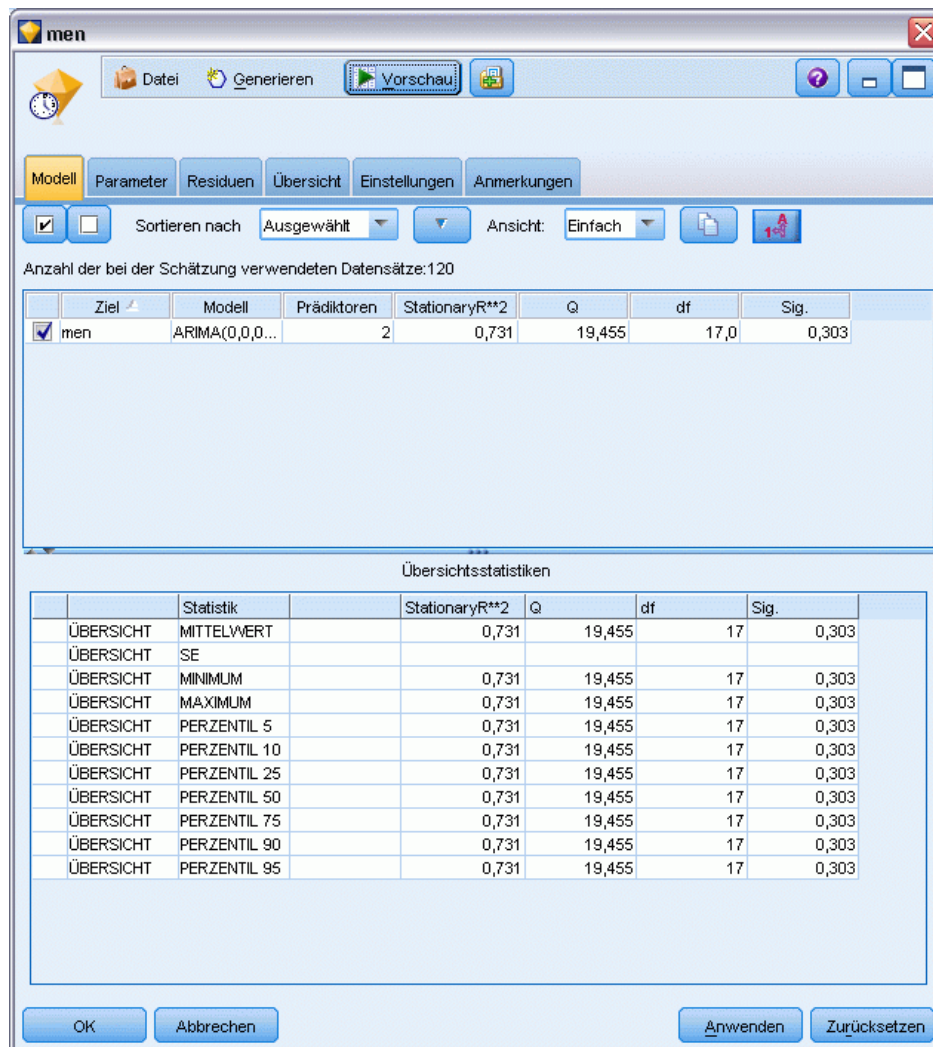 men
Datei Generieren Vorschau
Modell Parameter Residuen Übersicht Einstellungen Anmerkungen
Sortieren nach Ausgewählt Ansicht: Einfach
Anzahl der bei der Schätzung verwendeten Datensätze:120
Ziel Modell Prädiktoren StationaryR**2 Q df Sig.
men ARIMA(0,0,0... 2 0,731 19,455 17,0 0,303
Übersichtsstatistiken
Statistik StationaryR**2 Q df Sig.
ÜBERSICHT MITTELWERT 0,731 19,455 17 0,303
ÜBERSICHT SE
ÜBERSICHT MINIMUM 0,731 19,455 17 0,303
ÜBERSICHT MAXIMUM 0,731 19,455 17 0,303
ÜBERSICHT PERZENTIL 5 0,731 19,455 17 0,303
ÜBERSICHT PERZENTIL 10 0,731 19,455 17 0,303
ÜBERSICHT PERZENTIL 25 0,731 19,455 17 0,303
ÜBERSICHT PERZENTIL 50 0,731 19,455 17 0,303
ÜBERSICHT PERZENTIL 75 0,731 19,455 17 0,303
ÜBERSICHT PERZENTIL 90 0,731 19,455 17 0,303
ÜBERSICHT PERZENTIL 95 0,731 19,455 17 0,303
OK Abbrechen Anwenden Zurücksetzen